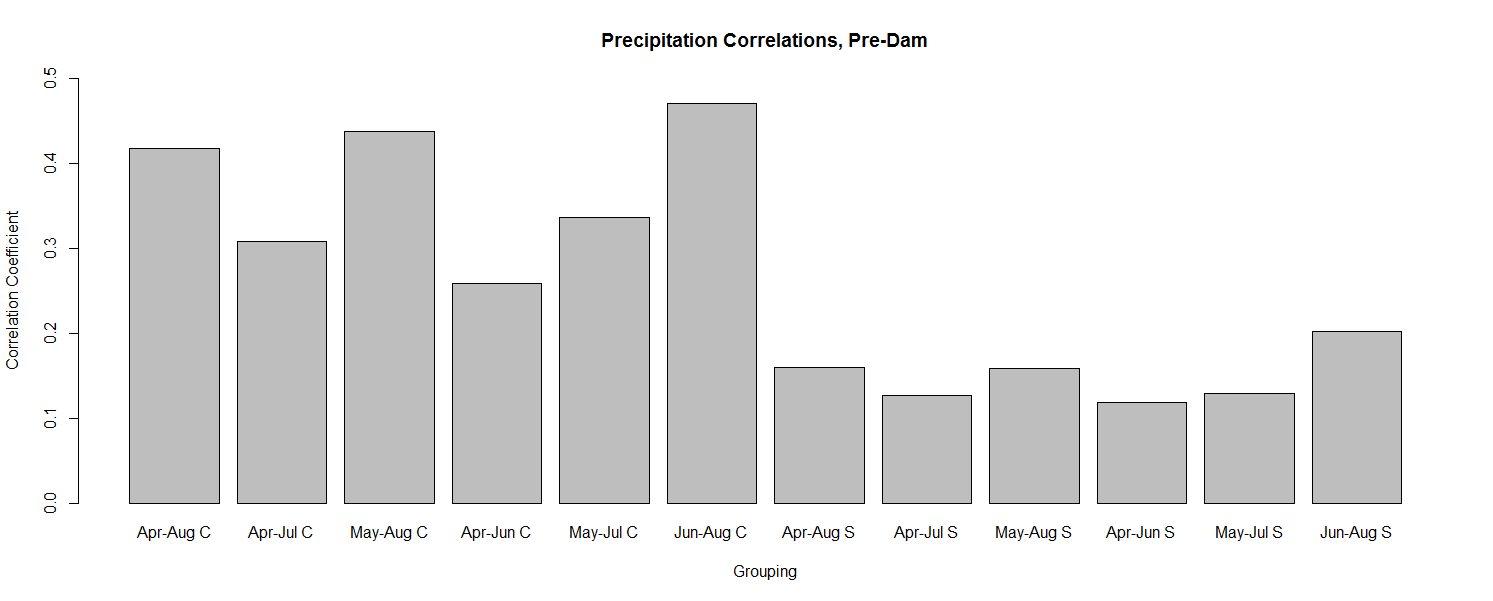 Precipitation Correlations, Pre-Dam
Correlation Coefficient
0.5
0.4
0.3
0.2
0.1
0.0
Apr-Aug C Apr-Jul C May-Aug C Apr-Jun C May-Jul C Jun-Aug C Apr-Aug S Apr-Jul S May-Aug S Apr-Jun S May-Jul S Jun-Aug S
Grouping